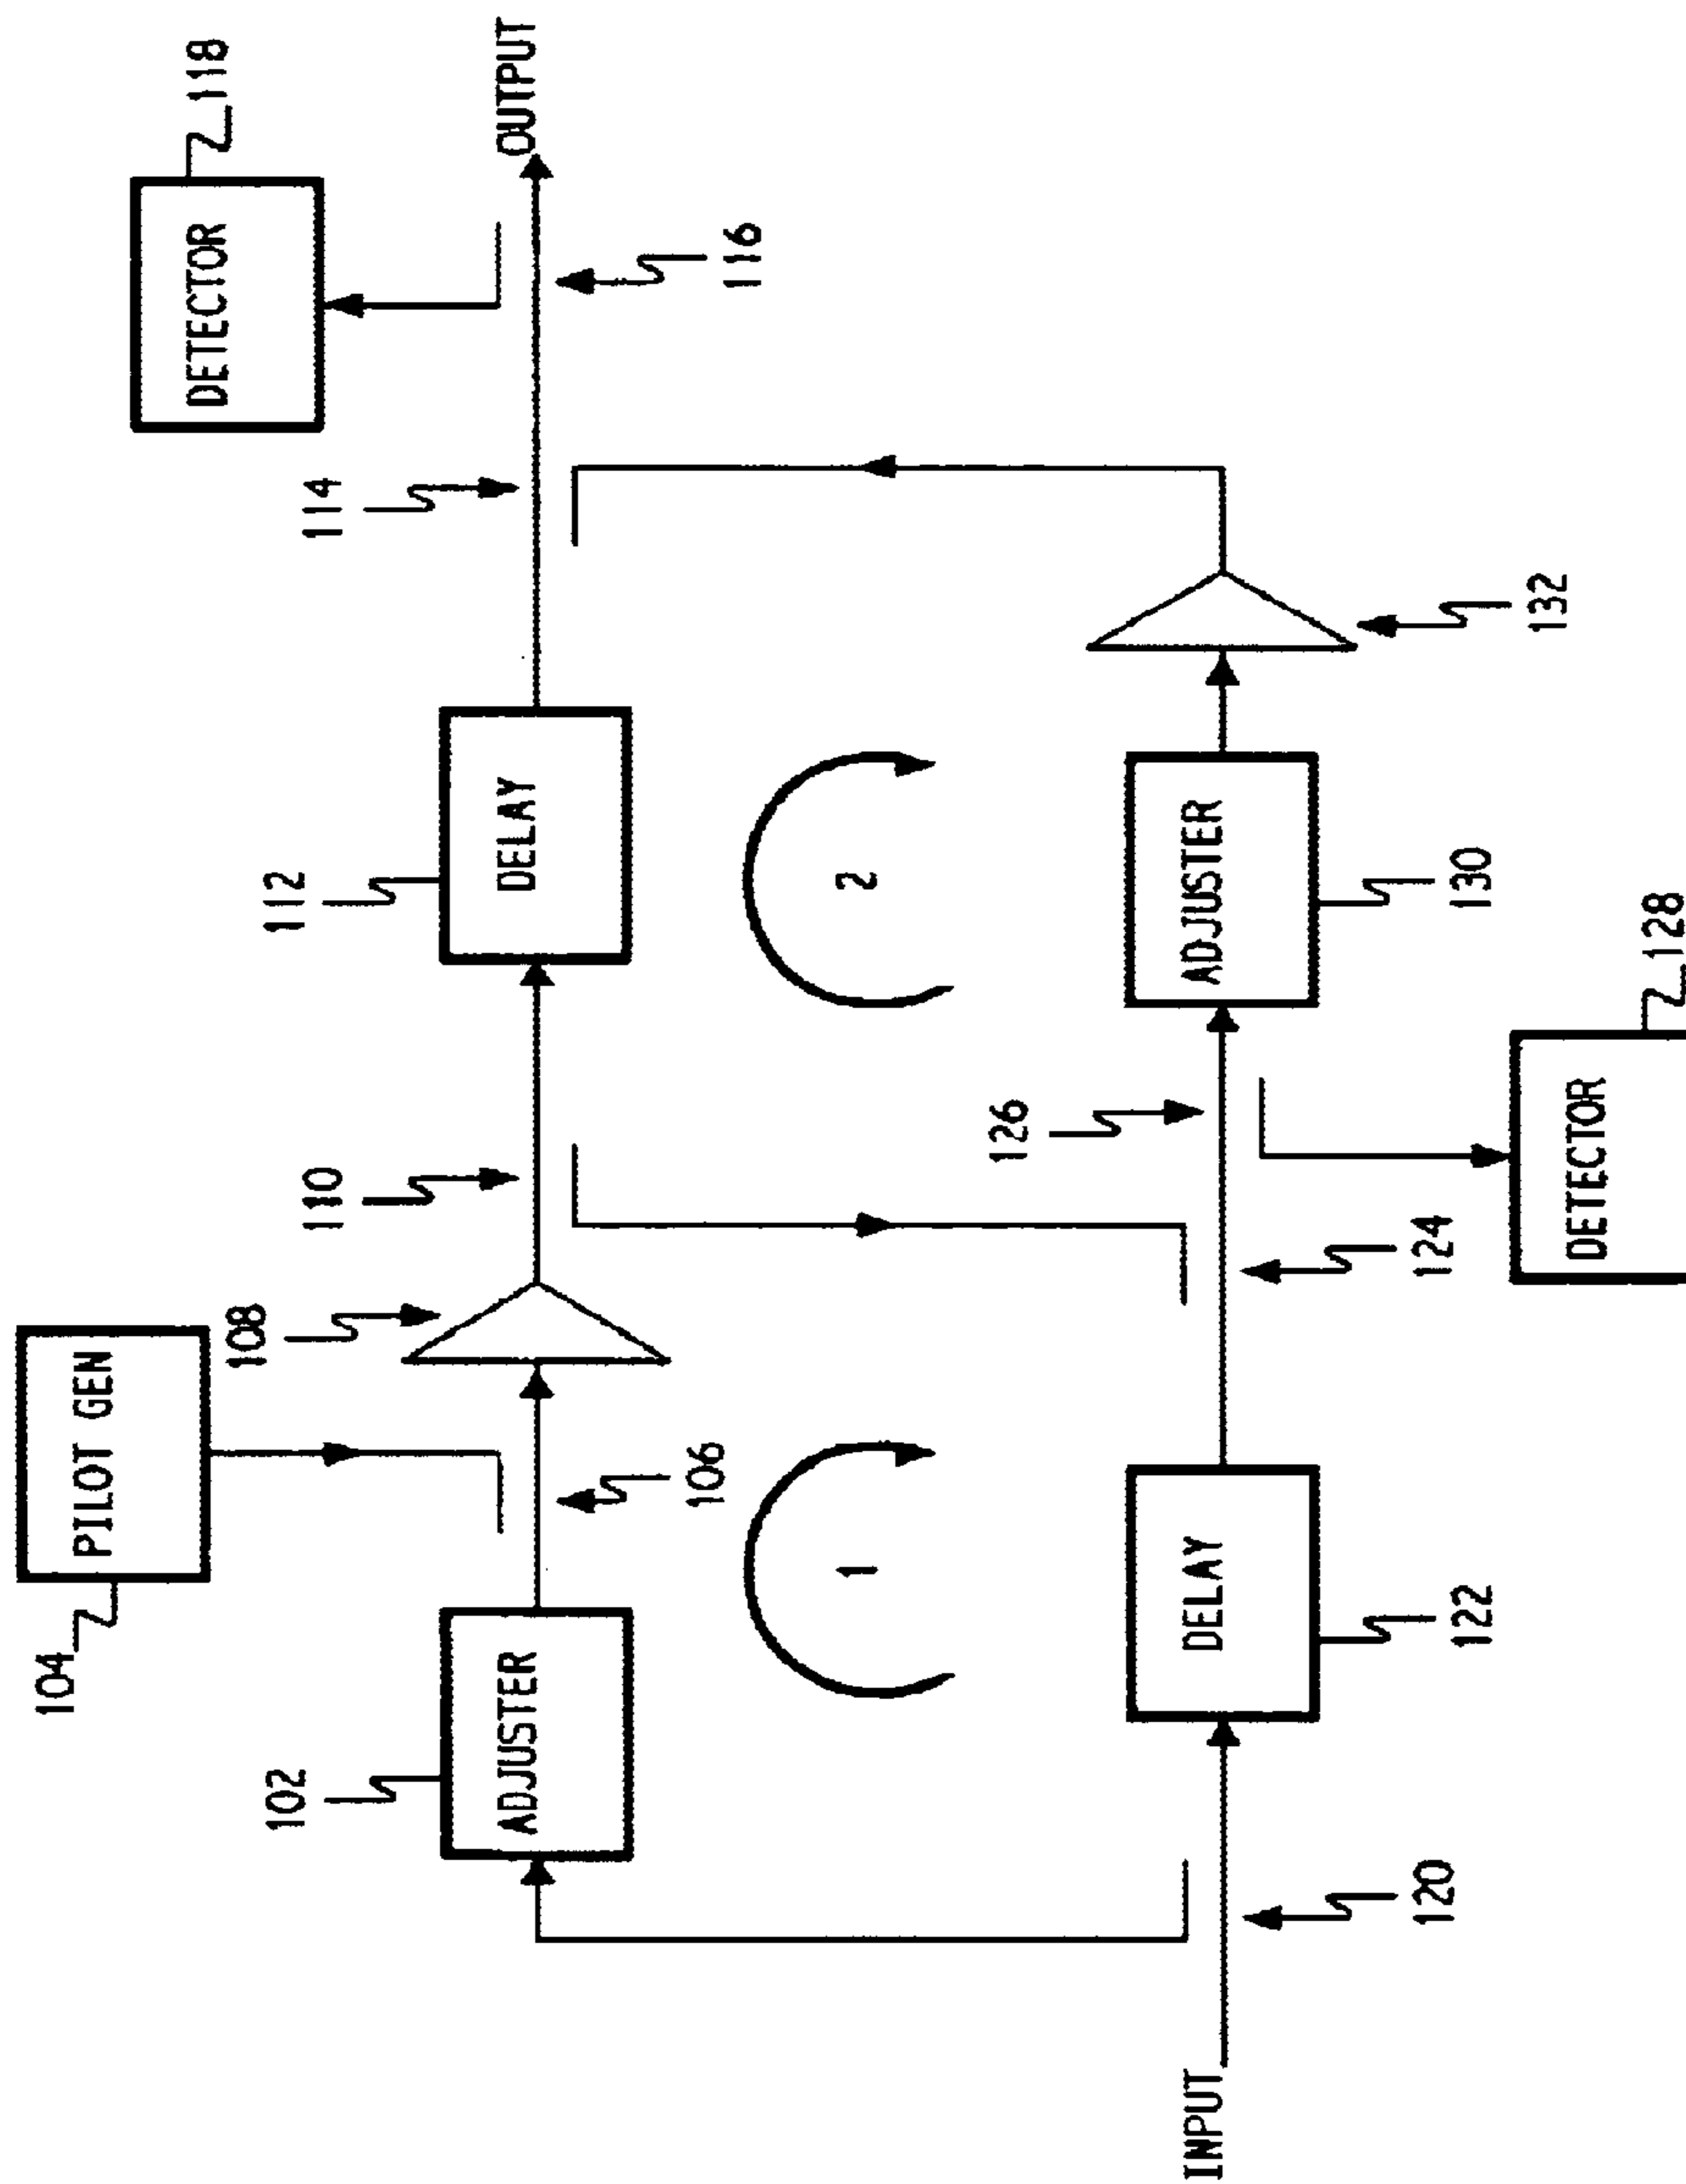 104
PILOT GEN
118
DETECTOR
102
ADJUSTER
108
110
112
DELAY
114
OUTPUT
106
116
1
2
INPUT
120
DELAY
122
124
126
ADJUSTER
130
132
DETECTOR
128